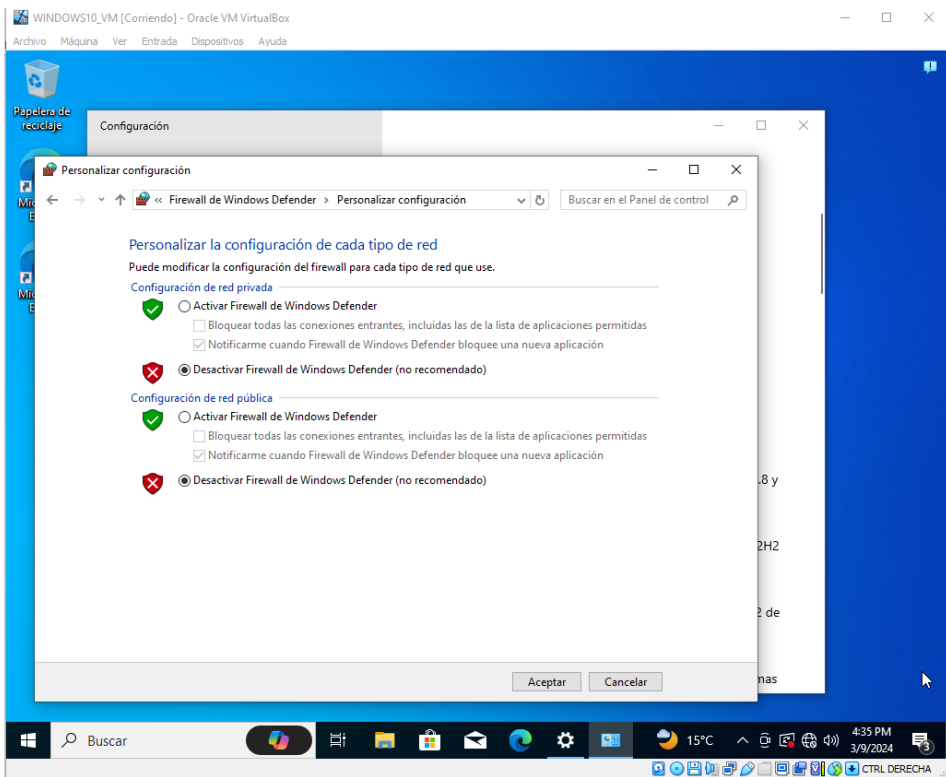 WINDOWS10_VM [Corriendo] - Oracle VM VirtualBox
Archivo Máquina Ver Entrada Dispositivos Ayuda
Papelera de
reciclaje
Configuración
Personalizar configuración
« Firewall de Windows Defender › Personalizar configuración
Buscar en el Panel de control
Personalizar la configuración de cada tipo de red
Puede modificar la configuración del firewall para cada tipo de red que use.
Configuración de red privada
Activar Firewall de Windows Defender
Bloquear todas las conexiones entrantes, incluidas las de la lista de aplicaciones permitidas
Notificarme cuando Firewall de Windows Defender bloquee una nueva aplicación
Desactivar Firewall de Windows Defender (no recomendado)
Configuración de red pública
Activar Firewall de Windows Defender
Bloquear todas las conexiones entrantes, incluidas las de la lista de aplicaciones permitidas
Notificarme cuando Firewall de Windows Defender bloquee una nueva aplicación
Desactivar Firewall de Windows Defender (no recomendado)
.8 y
2H2
2 de
mas
Aceptar Cancelar
Buscar
15°C
4:35 PM
3/9/2024
3
CTRL DERECHA